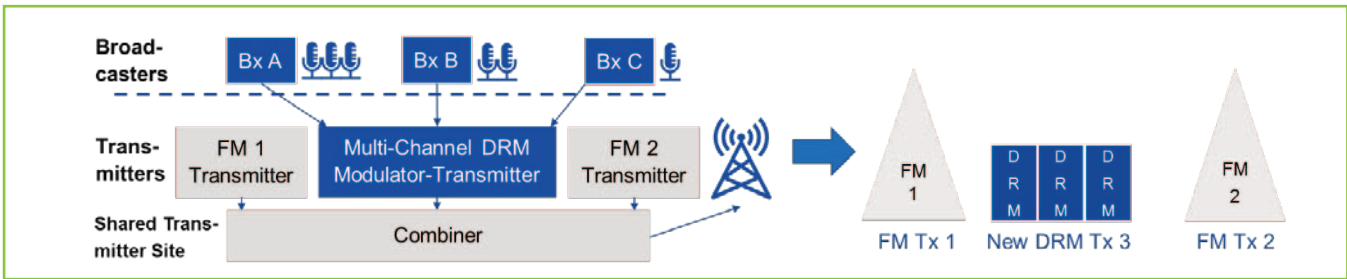 Broad-
casters
Bx A
Bx B
Bx C
Trans-
mitters
FM 1
Transmitter
Multi-Channel DRM
Modulator-Transmitter
FM 2
Transmitter
Shared Trans-
mitter Site
Combiner
FM
1
FM Tx 1
D
R
M
D
R
M
D
R
M
New DRM Tx 3
FM
2
FM Tx 2